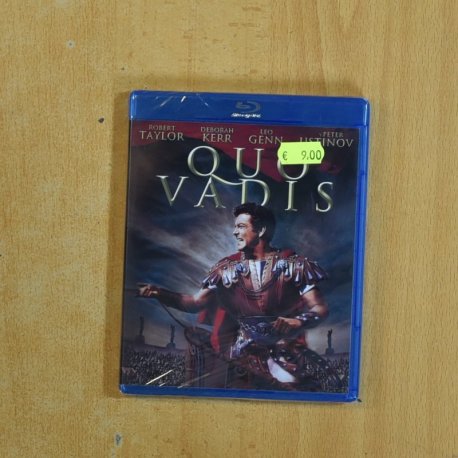 Blu-ray Disc
ROBERT DEBORAH LEO PETER
TAYLOR KERR GENN USTINOV
€ 9,00
QUO
VADIS